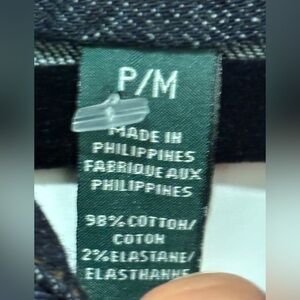 P/M
MADE IN
PHILIPPINES
FABRIQUE AUX
PHILIPPINES
98% COTTON/
COTON
2% ELASTANE/
ELASTHANNE